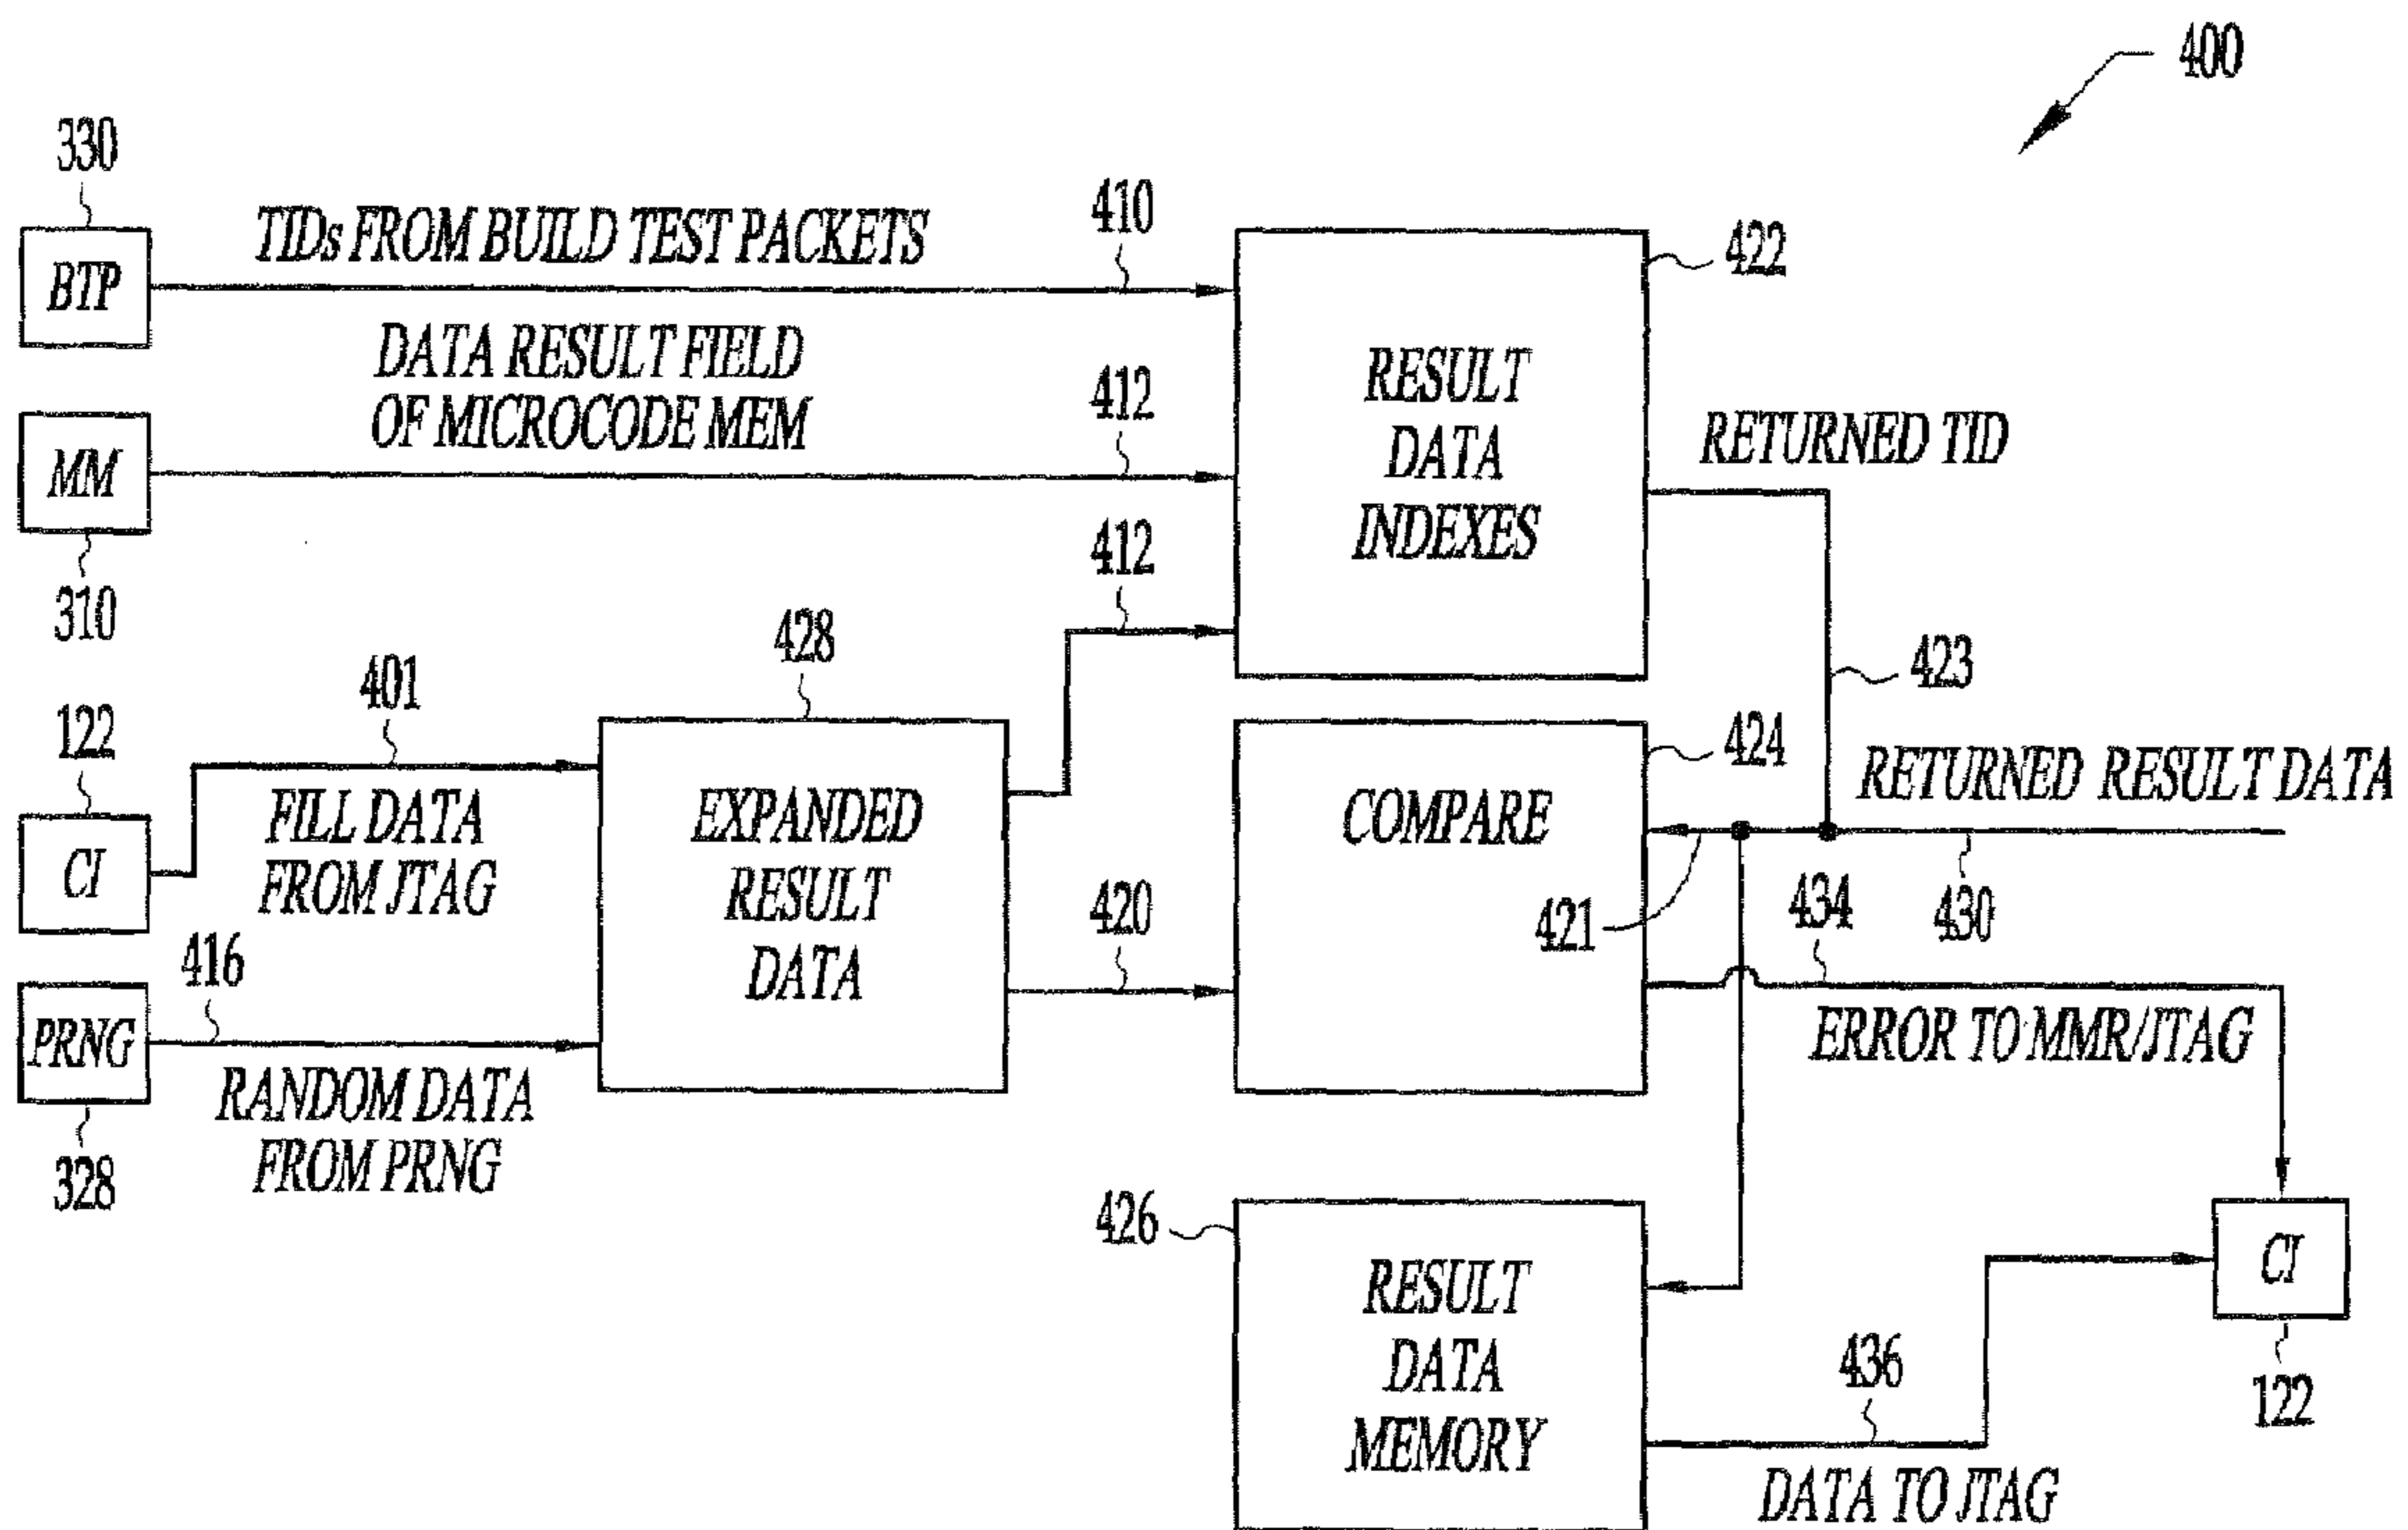 400
330
BTP
TIDs FROM BUILD TEST PACKETS
410
422
DATA RESULT FIELD
OF MICROCODE MEM
412
MM
310
RESULT
DATA
INDEXES
RETURNED TID
412
423
428
401
122
CI
FILL DATA
FROM JTAG
EXPANDED
RESULT
DATA
424
COMPARE
RETURNED RESULT DATA
421
430
434
420
416
PRNG
328
RANDOM DATA
FROM PRNG
ERROR TO MMR/JTAG
426
RESULT
DATA
MEMORY
CI
122
436
DATA TO JTAG